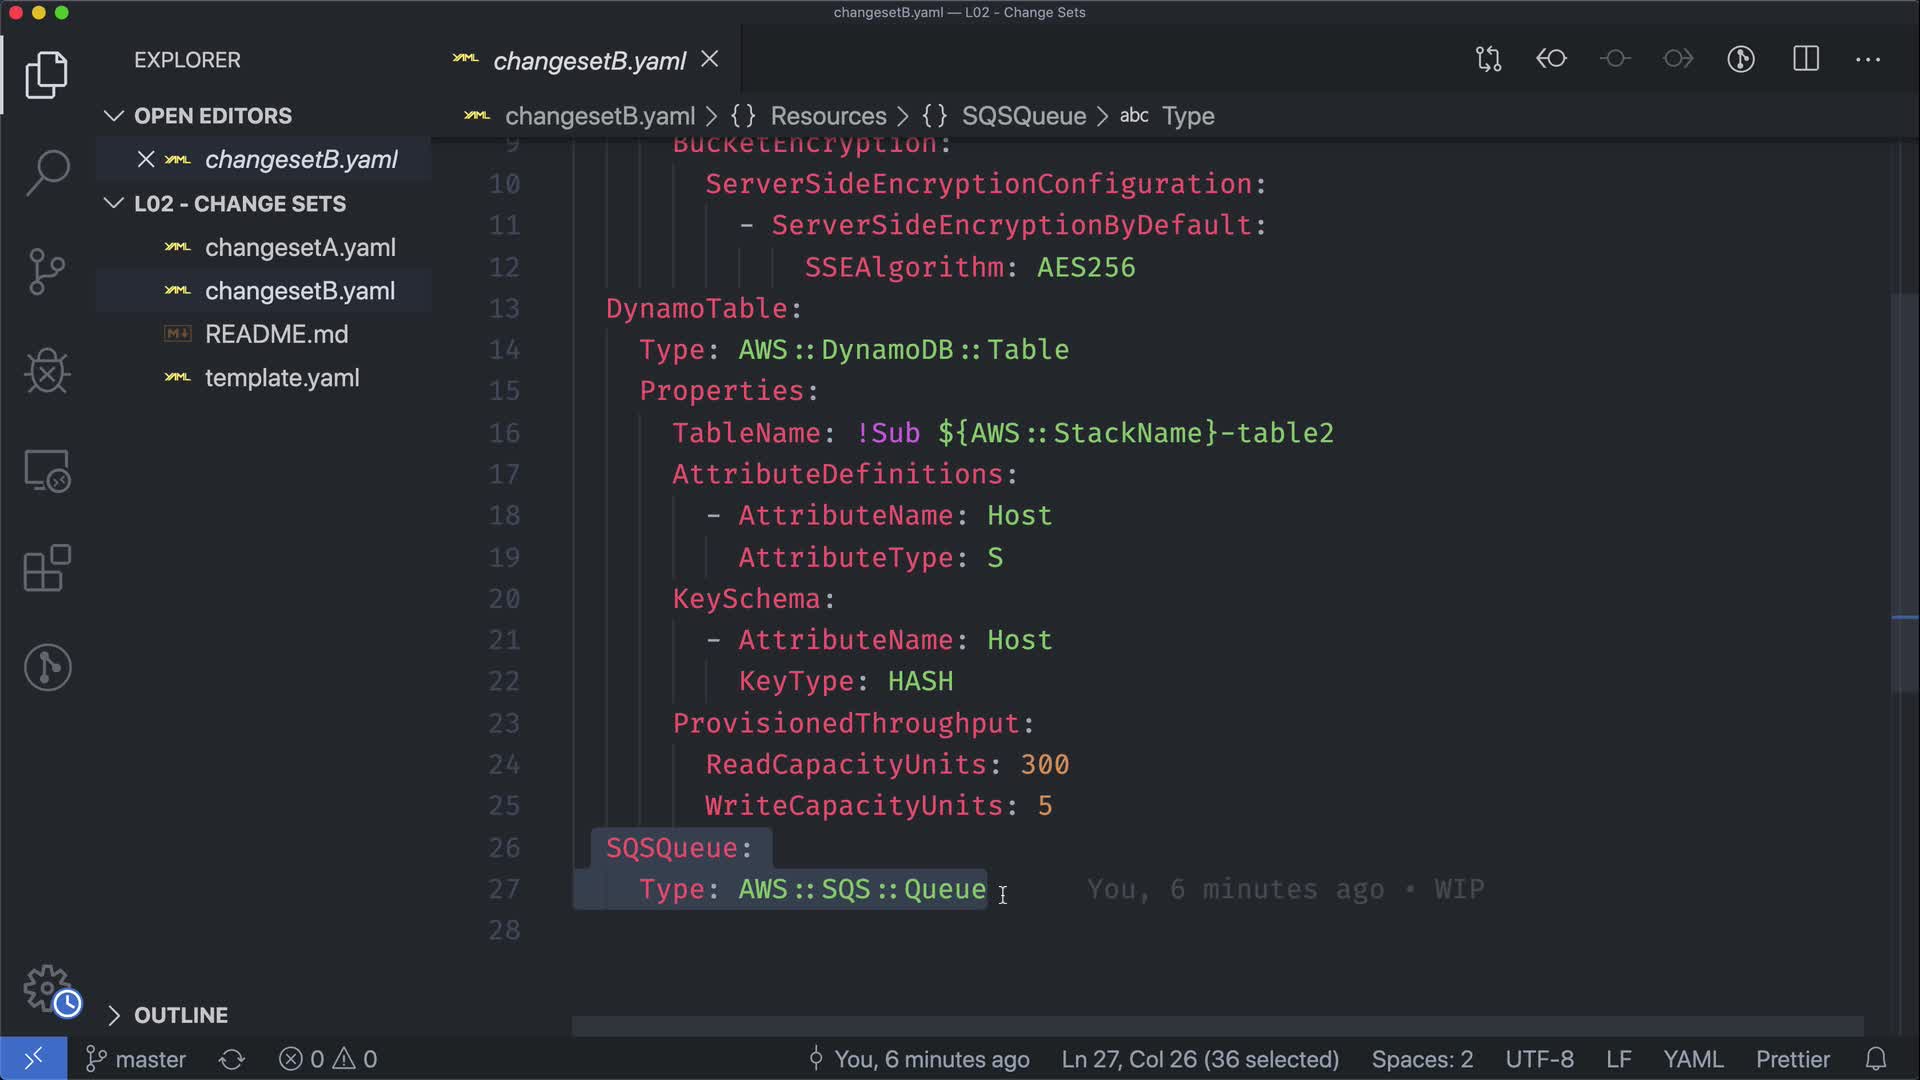 changesetB.yaml — L02 - Change Sets
EXPLORER
OPEN EDITORS
changesetB.yaml
L02 - CHANGE SETS
changesetA.yaml
changesetB.yaml
README.md
template.yaml
OUTLINE
changesetB.yaml
changesetB.yaml > {} Resources > {} SQSQueue > abc Type
9 BucketEncryption:
10 ServerSideEncryptionConfiguration:
11 - ServerSideEncryptionByDefault:
12 SSEAlgorithm: AES256
13 DynamoTable:
14 Type: AWS::DynamoDB::Table
15 Properties:
16 TableName: !Sub ${AWS::StackName}-table2
17 AttributeDefinitions:
18 - AttributeName: Host
19 AttributeType: S
20 KeySchema:
21 - AttributeName: Host
22 KeyType: HASH
23 ProvisionedThroughput:
24 ReadCapacityUnits: 300
25 WriteCapacityUnits: 5
26 SQSQueue:
27 Type: AWS::SQS::Queue You, 6 minutes ago • WIP
28
master 0 0 You, 6 minutes ago Ln 27, Col 26 (36 selected) Spaces: 2 UTF-8 LF YAML Prettier